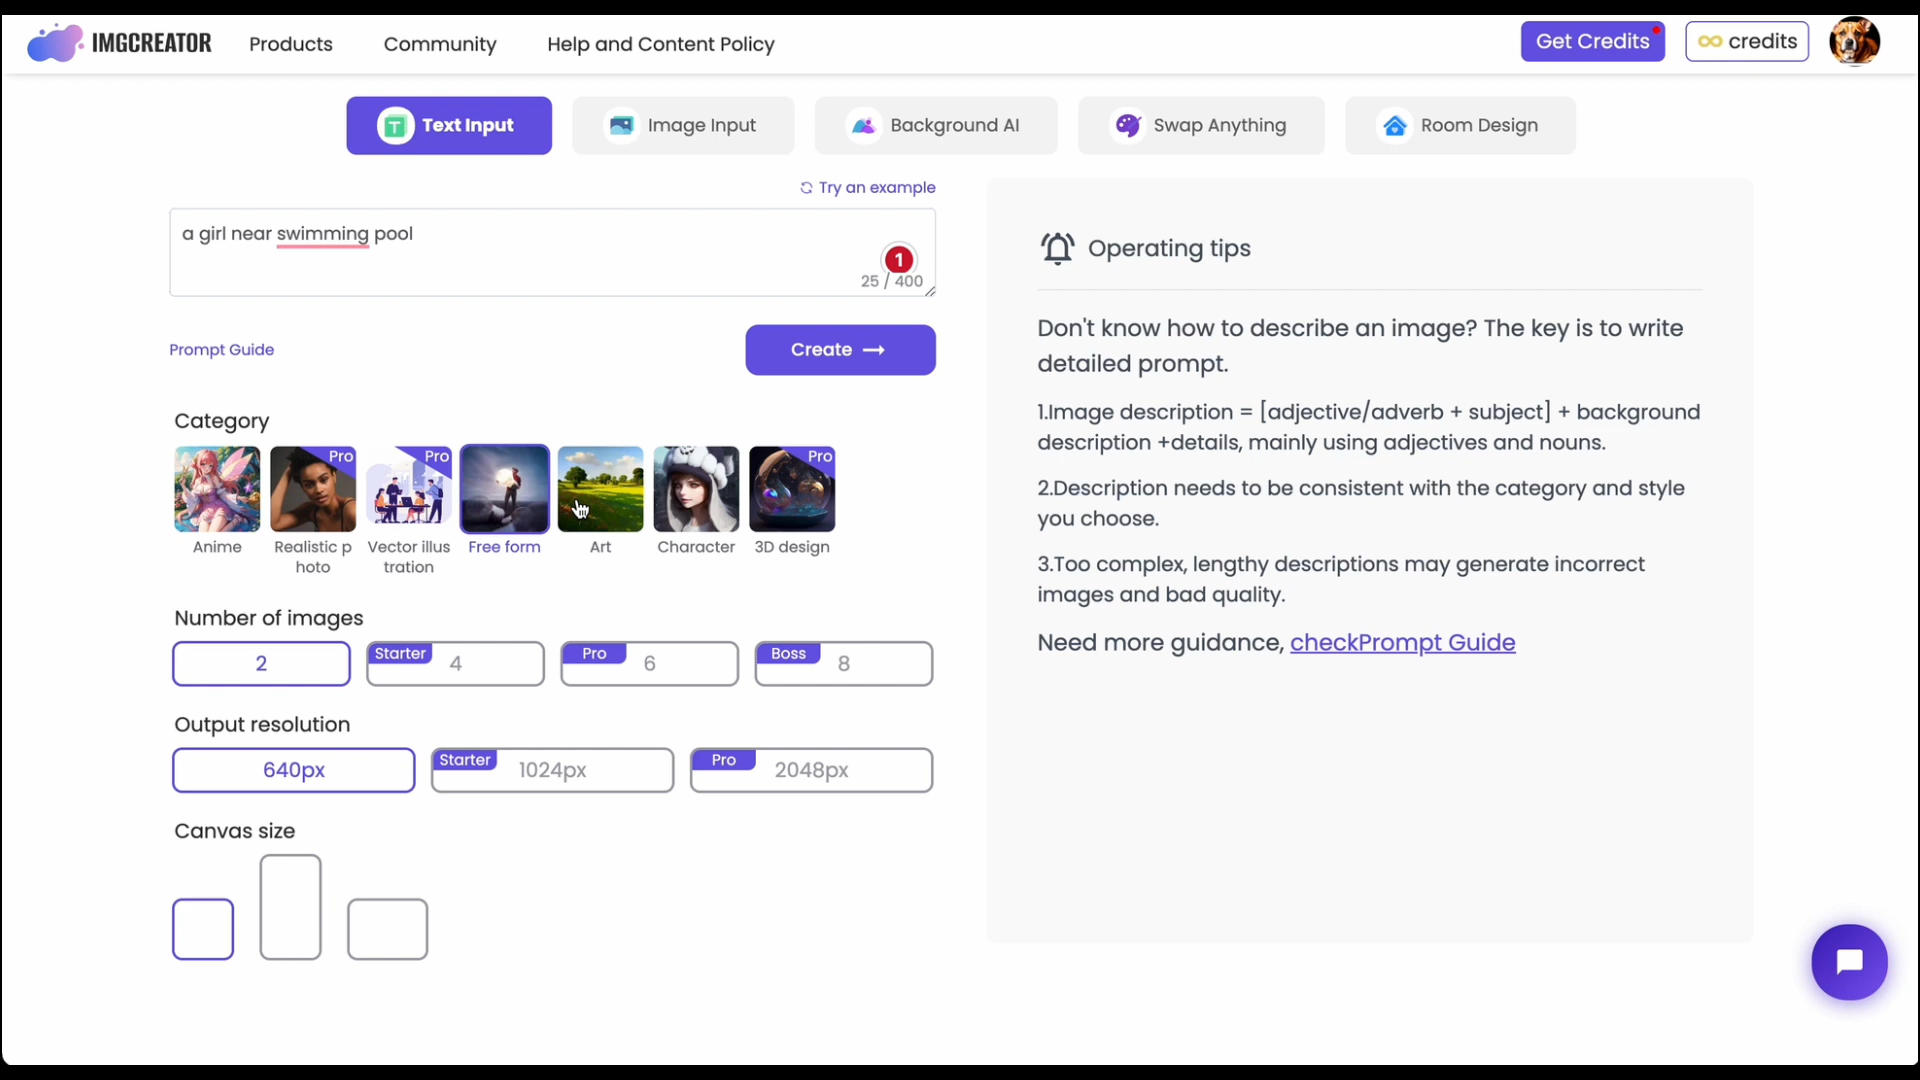 IMGCREATOR Products Community Help and Content Policy Get Credits credits
Text Input Image Input Background AI Swap Anything Room Design
Try an example
a girl near swimming pool
1
25 / 400
Prompt Guide
Create →
Category
Pro Pro Pro
Anime Realistic p Vector illus Free form Art Character 3D design
hoto tration
Number of images
2 Starter 4 Pro 6 Boss 8
Output resolution
640px Starter 1024px Pro 2048px
Canvas size
Operating tips
Don't know how to describe an image? The key is to write
detailed prompt.
1.Image description = [adjective/adverb + subject] + background
description +details, mainly using adjectives and nouns.
2.Description needs to be consistent with the category and style
you choose.
3.Too complex, lengthy descriptions may generate incorrect
images and bad quality.
Need more guidance, checkPrompt Guide